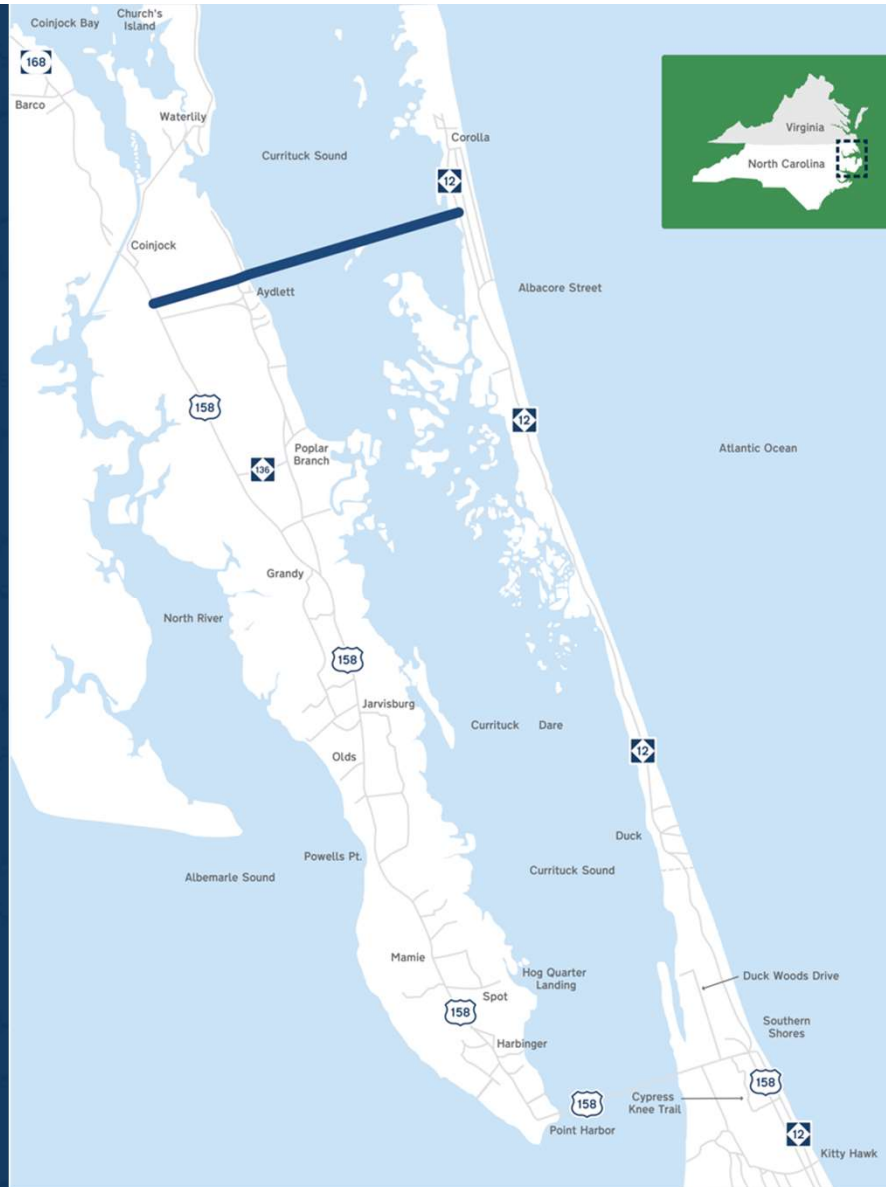 Coinjock Bay
Church's
Island
168
Barco
Waterlily
Corolla
Virginia
North Carolina
Currituck Sound
12
Coinjock
Aydlett
Albacore Street
158
12
Poplar
Branch
136
Atlantic Ocean
Grandy
North River
158
Jarvisburg
Currituck
Dare
Olds
12
Duck
Powells Pt.
Albemarle Sound
Currituck Sound
Mamie
Hog Quarter
Landing
Duck Woods Drive
Spot
158
Southern
Shores
Harbinger
158
158
Cypress
Knee Trail
Point Harbor
12
Kitty Hawk